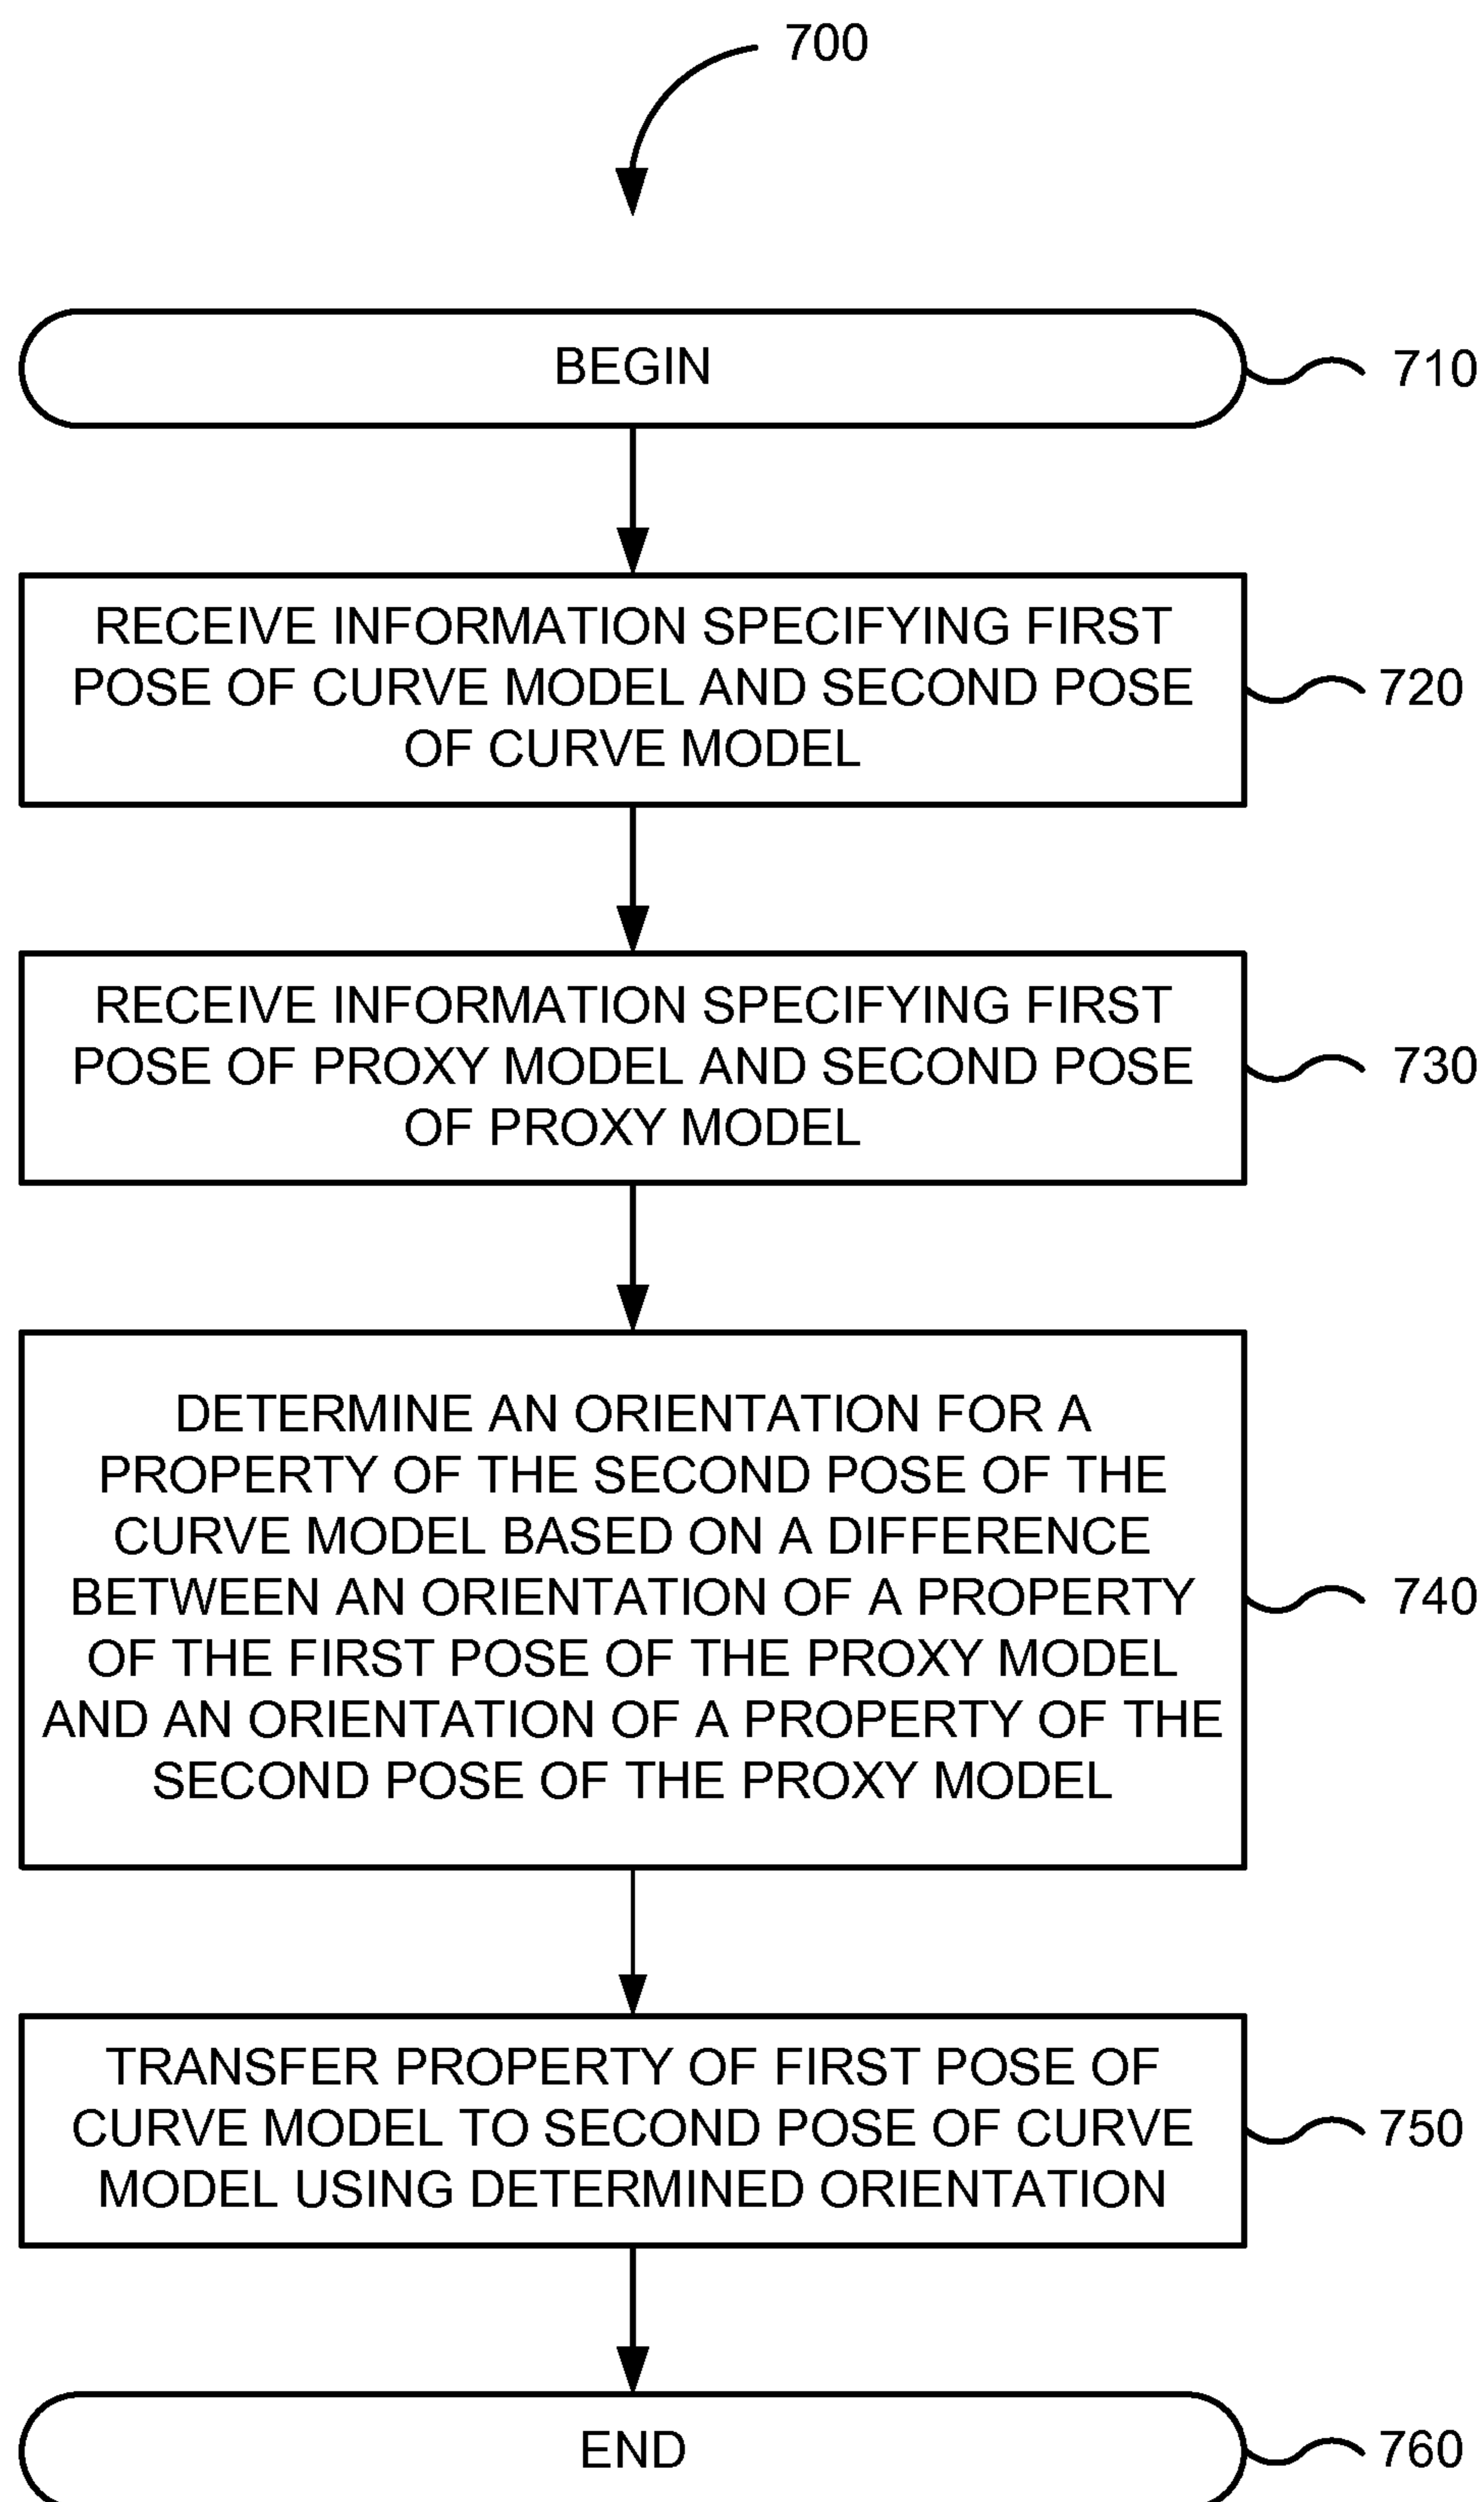 700
BEGIN
710
RECEIVE INFORMATION SPECIFYING FIRST
POSE OF CURVE MODEL AND SECOND POSE
OF CURVE MODEL
720
RECEIVE INFORMATION SPECIFYING FIRST
POSE OF PROXY MODEL AND SECOND POSE
OF PROXY MODEL
730
DETERMINE AN ORIENTATION FOR A
PROPERTY OF THE SECOND POSE OF THE
CURVE MODEL BASED ON A DIFFERENCE
BETWEEN AN ORIENTATION OF A PROPERTY
OF THE FIRST POSE OF THE PROXY MODEL
AND AN ORIENTATION OF A PROPERTY OF THE
SECOND POSE OF THE PROXY MODEL
740
TRANSFER PROPERTY OF FIRST POSE OF
CURVE MODEL TO SECOND POSE OF CURVE
MODEL USING DETERMINED ORIENTATION
750
END
760